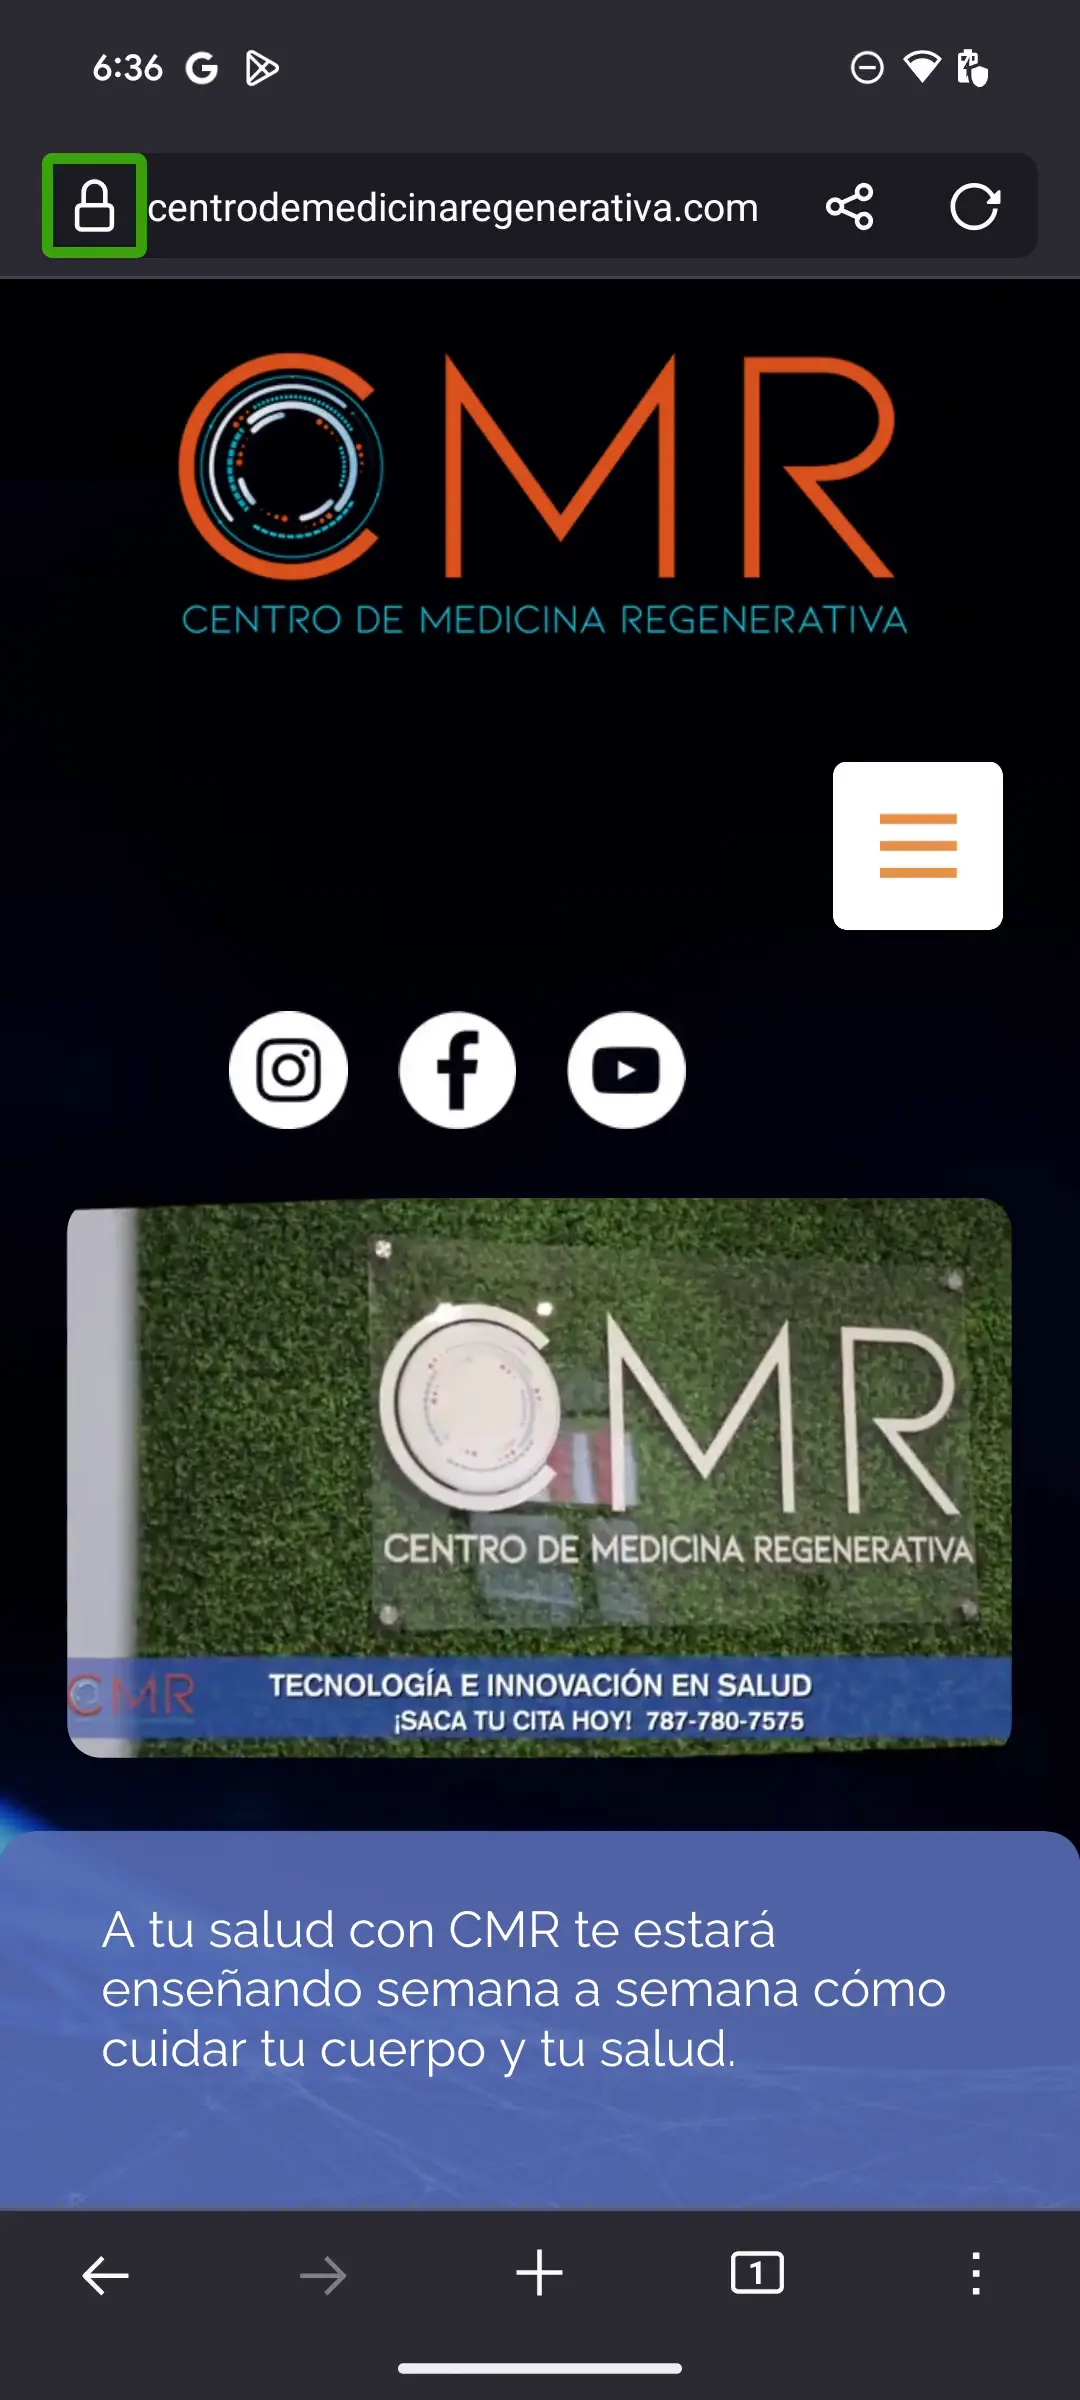 6:36
centrodemedicinaregenerativa.com
CMR
CENTRO DE MEDICINA REGENERATIVA
CMR
CENTRO DE MEDICINA REGENERATIVA
CMR
TECNOLOGÍA E INNOVACIÓN EN SALUD
¡SACA TU CITA HOY! 787-780-7575
A tu salud con CMR te estará
enseñando semana a semana cómo
cuidar tu cuerpo y tu salud.
1